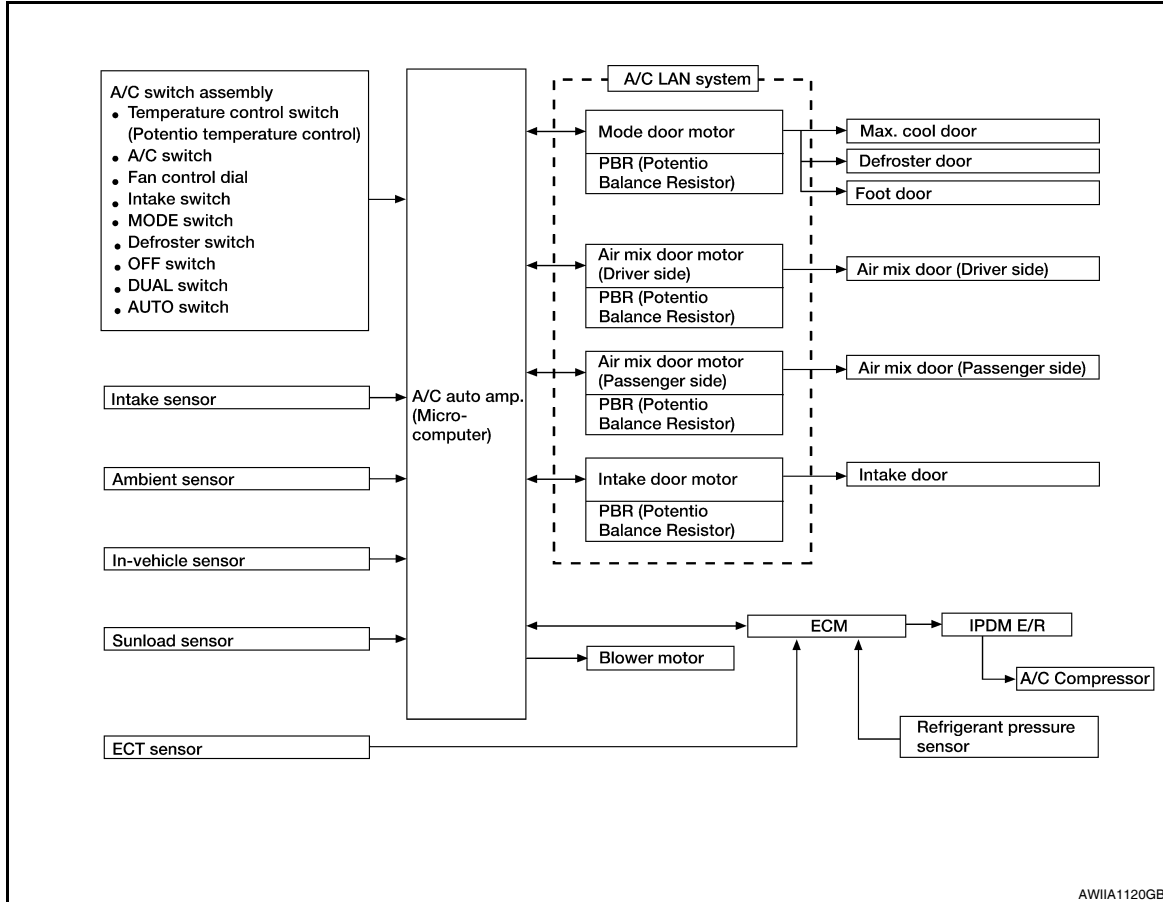 A/C switch assembly
• Temperature control switch
(Potentio temperature control)
• A/C switch
• Fan control dial
• Intake switch
• MODE switch
• Defroster switch
• OFF switch
• DUAL switch
• AUTO switch
Intake sensor
Ambient sensor
In-vehicle sensor
Sunload sensor
ECT sensor
A/C auto amp.
(Micro-
computer)
A/C LAN system
Mode door motor
PBR (Potentio
Balance Resistor)
Air mix door motor
(Driver side)
PBR (Potentio
Balance Resistor)
Air mix door motor
(Passenger side)
PBR (Potentio
Balance Resistor)
Intake door motor
PBR (Potentio
Balance Resistor)
Max. cool door
Defroster door
Foot door
Air mix door (Driver side)
Air mix door (Passenger side)
Intake door
ECM
IPDM E/R
Blower motor
A/C Compressor
Refrigerant pressure
sensor
AWIIA1120GB